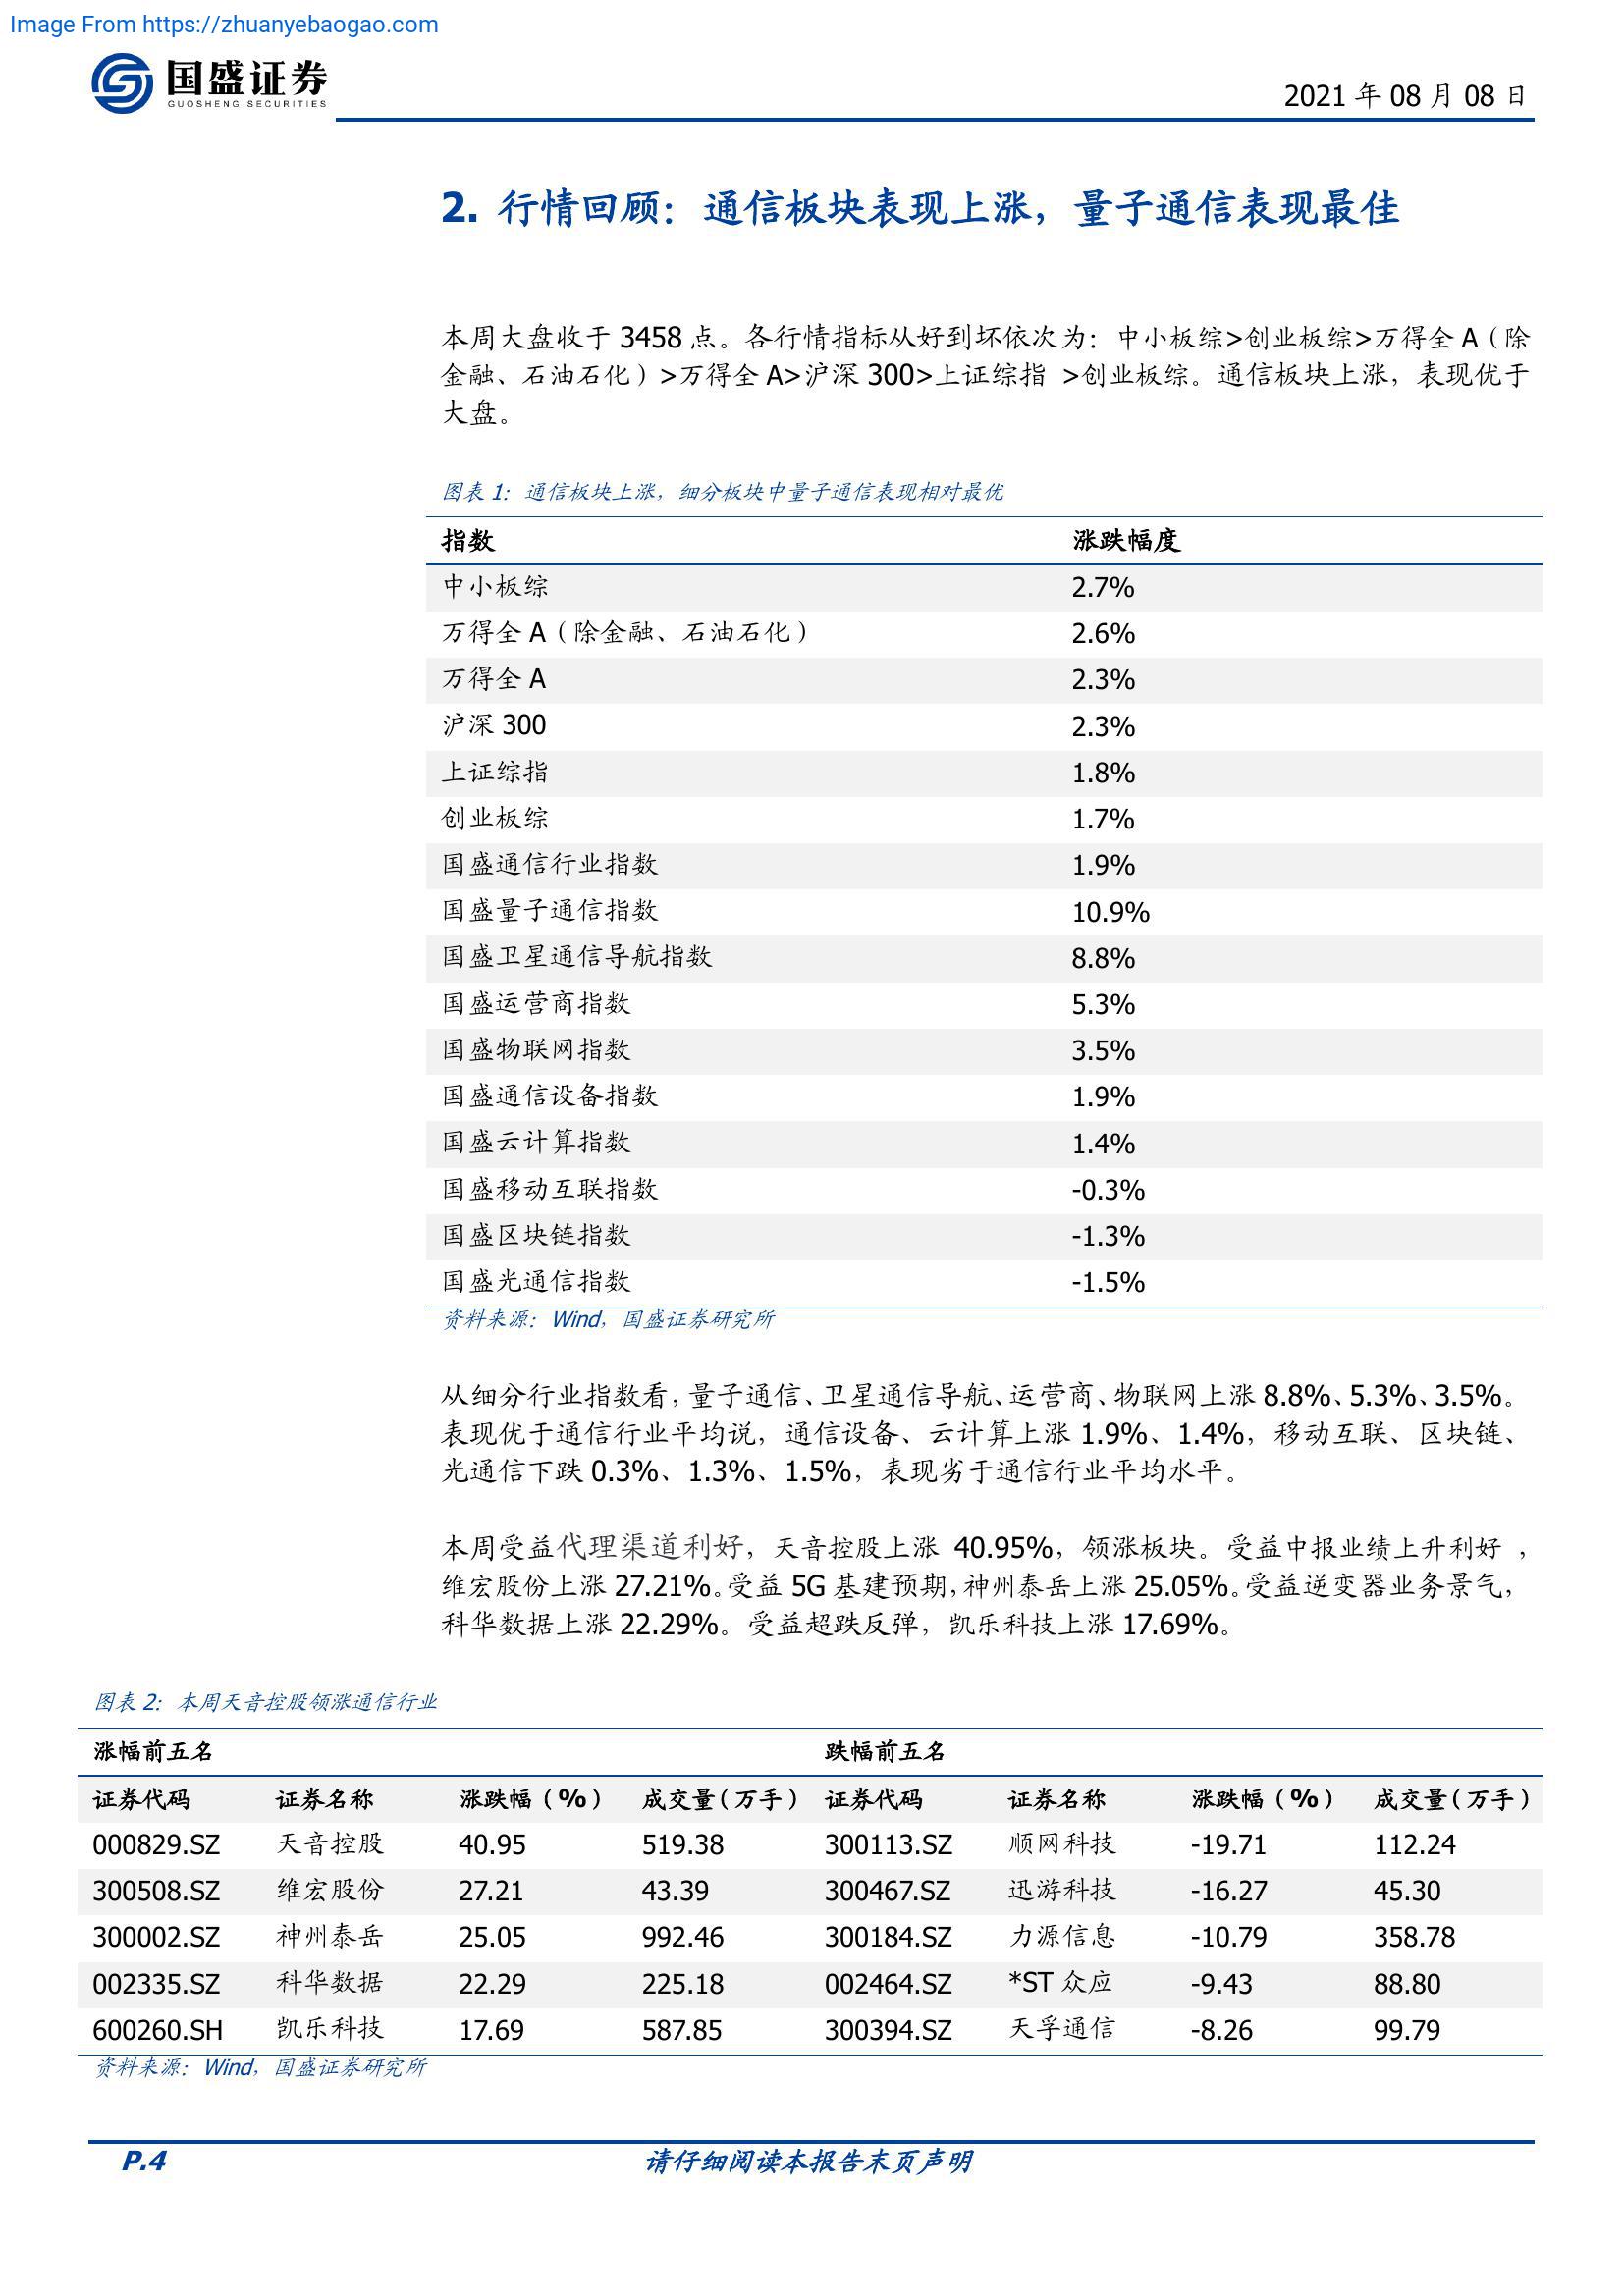 Image From https://zhuanyebaogao.com
国盛证券
GUOSHENG SECURITIES
2021 年 08 月 08 日
2. 行情回顾：通信板块表现上涨，量子通信表现最佳
本周大盘收于 3458 点。各行情指标从好到坏依次为：中小板综>创业板综>万得全 A（除
金融、石油石化）>万得全 A>沪深 300>上证综指 >创业板综。通信板块上涨，表现优于
大盘。
图表 1：通信板块上涨，细分板块中量子通信表现相对最优
指数 涨跌幅度
中小板综 2.7%
万得全 A（除金融、石油石化） 2.6%
万得全 A 2.3%
沪深 300 2.3%
上证综指 1.8%
创业板综 1.7%
国盛通信行业指数 1.9%
国盛量子通信指数 10.9%
国盛卫星通信导航指数 8.8%
国盛运营商指数 5.3%
国盛物联网指数 3.5%
国盛通信设备指数 1.9%
国盛云计算指数 1.4%
国盛移动互联指数 -0.3%
国盛区块链指数 -1.3%
国盛光通信指数 -1.5%
资料来源：Wind，国盛证券研究所
从细分行业指数看，量子通信、卫星通信导航、运营商、物联网上涨 8.8%、5.3%、3.5%。
表现优于通信行业平均说，通信设备、云计算上涨 1.9%、1.4%，移动互联、区块链、
光通信下跌 0.3%、1.3%、1.5%，表现劣于通信行业平均水平。
本周受益代理渠道利好，天音控股上涨 40.95%，领涨板块。受益中报业绩上升利好 ，
维宏股份上涨 27.21%。受益 5G 基建预期，神州泰岳上涨 25.05%。受益逆变器业务景气，
科华数据上涨 22.29%。受益超跌反弹，凯乐科技上涨 17.69%。
图表 2：本周天音控股领涨通信行业
涨幅前五名 跌幅前五名
证券代码 证券名称 涨跌幅（%） 成交量（万手） 证券代码 证券名称 涨跌幅（%） 成交量（万手）
000829.SZ 天音控股 40.95 519.38 300113.SZ 顺网科技 -19.71 112.24
300508.SZ 维宏股份 27.21 43.39 300467.SZ 迅游科技 -16.27 45.30
300002.SZ 神州泰岳 25.05 992.46 300184.SZ 力源信息 -10.79 358.78
002335.SZ 科华数据 22.29 225.18 002464.SZ *ST 众应 -9.43 88.80
600260.SH 凯乐科技 17.69 587.85 300394.SZ 天孚通信 -8.26 99.79
资料来源：Wind，国盛证券研究所
P.4 请仔细阅读本报告末页声明